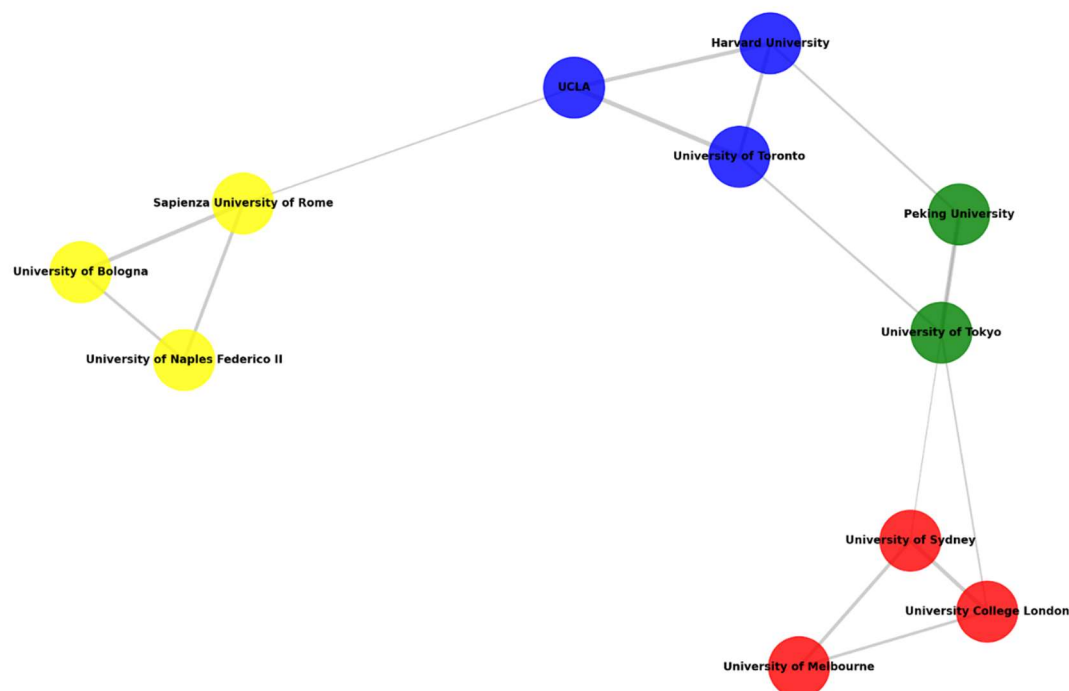 Harvard University
UCLA
University of Toronto
Sapienza University of Rome
Peking University
University of Bologna
University of Tokyo
University of Naples Federico II
University of Sydney
University College London
University of Melbourne